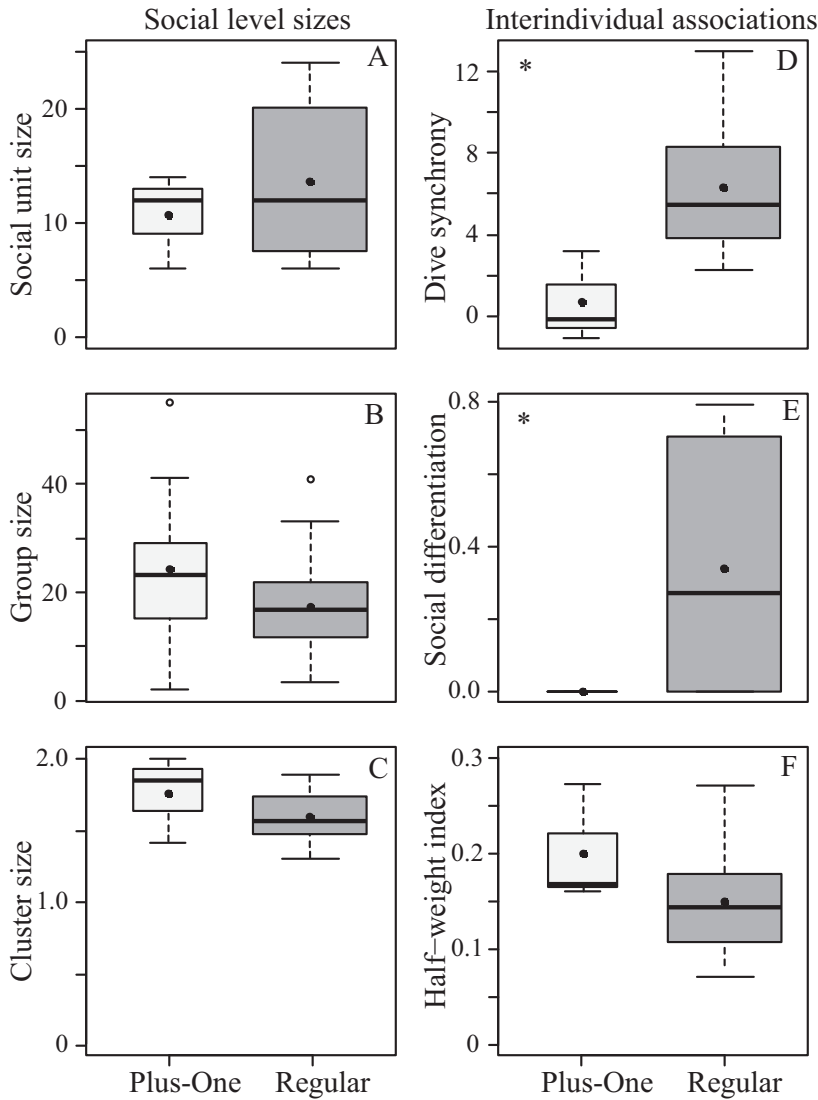 Social level sizes
Interindividual associations
A
Social unit size
20
10
0
D
*
Dive synchrony
12
8
4
0
B
Group size
40
20
0
E
*
Social differentiation
0.8
0.4
0.0
C
Cluster size
2.0
1.0
0
F
Half−weight index
0.3
0.2
0.1
0
Plus-One Regular
Plus-One Regular